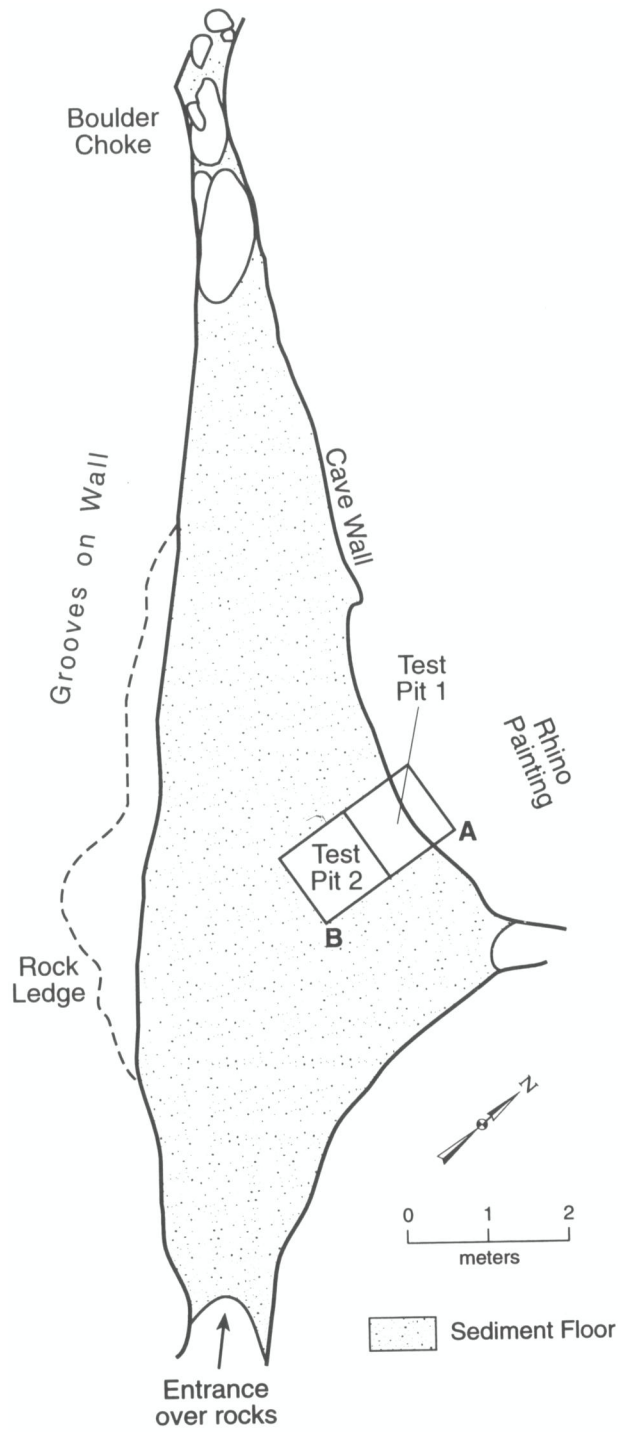 Boulder
Choke
Grooves on Wall
Cave Wall
Test
Pit 1
Rhino
Painting
A
Test
Pit 2
B
Rock
Ledge
N
0 1 2
meters
Sediment Floor
Entrance
over rocks